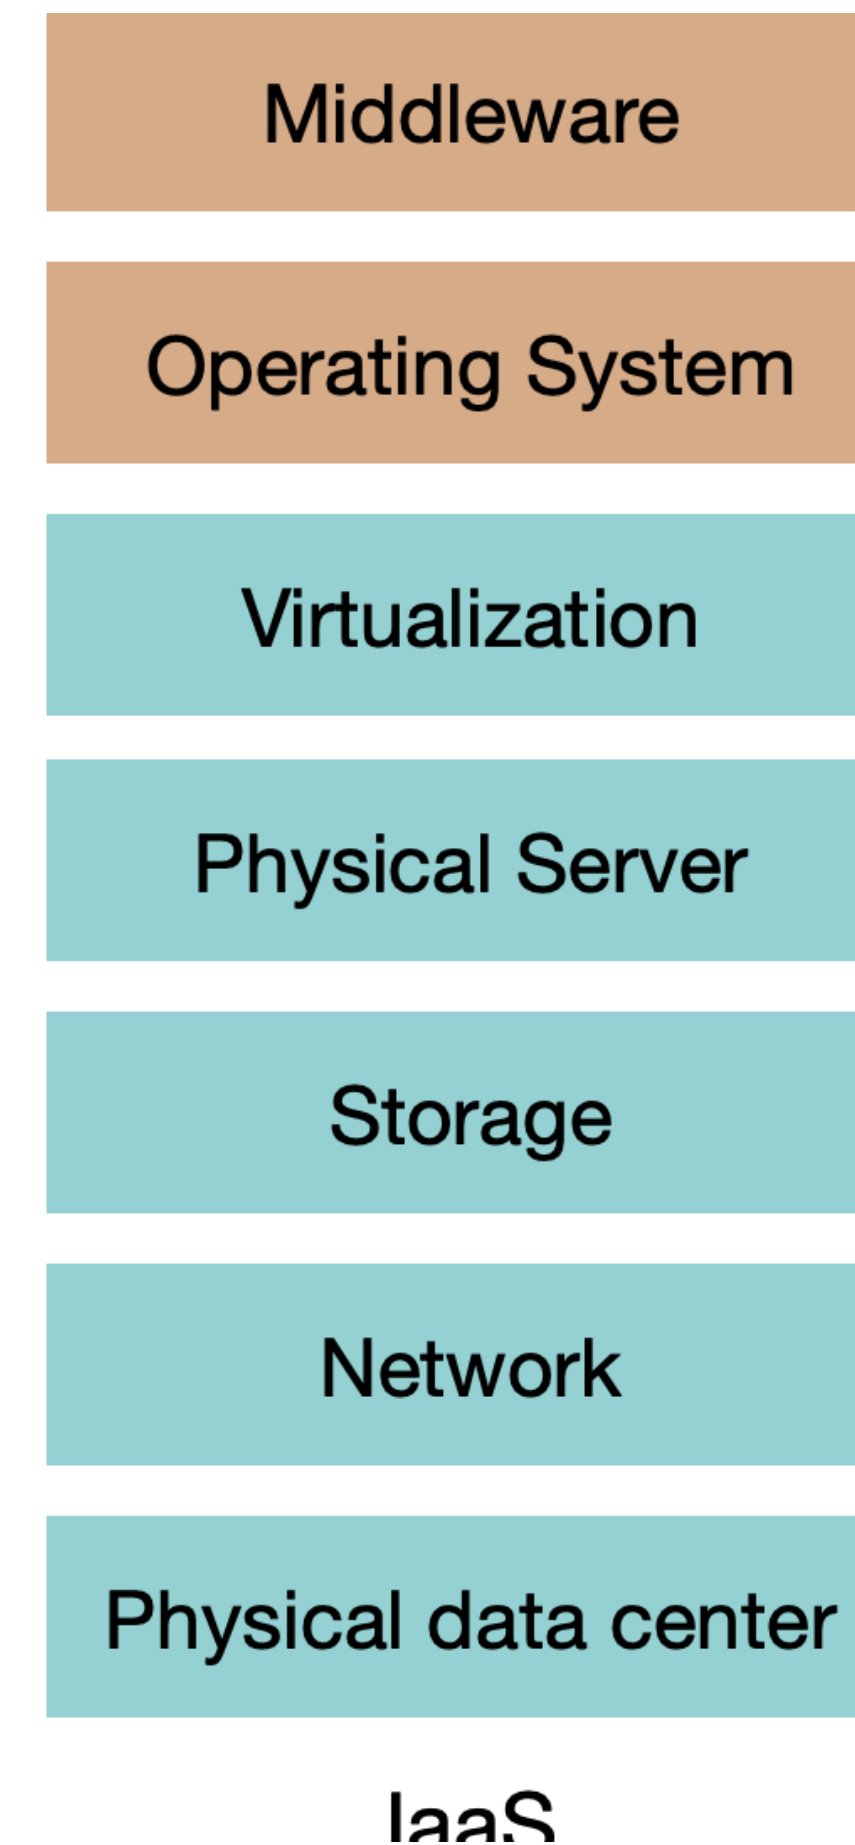 Middleware
Operating System
Virtualization
Physical Server
Storage
Network
Physical data center
IaaS